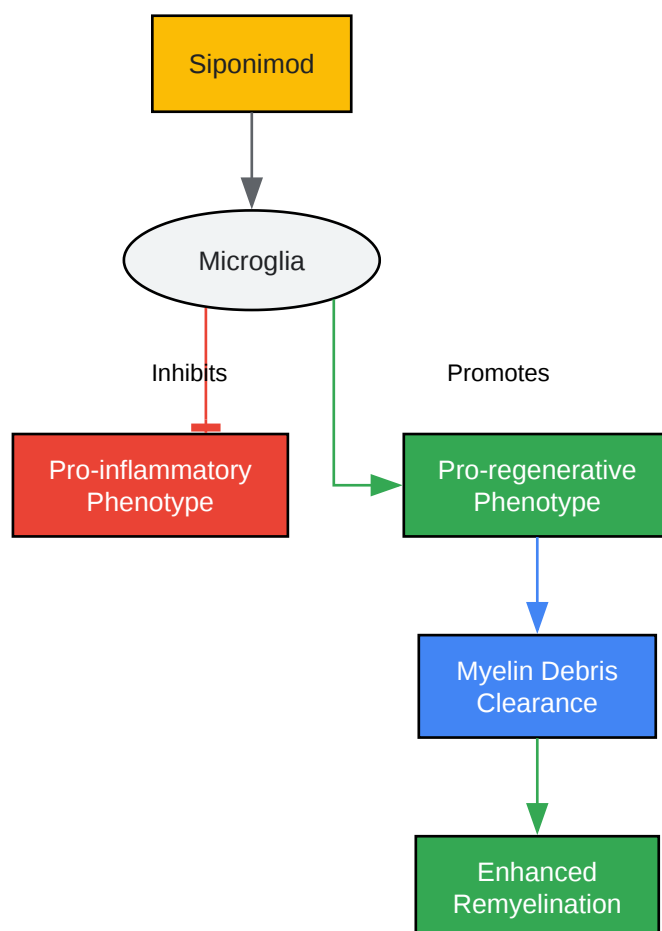 Siponimod
Microglia
Inhibits
Promotes
Pro-inflammatory
Phenotype
Pro-regenerative
Phenotype
Myelin Debris
Clearance
Enhanced
Remyelination